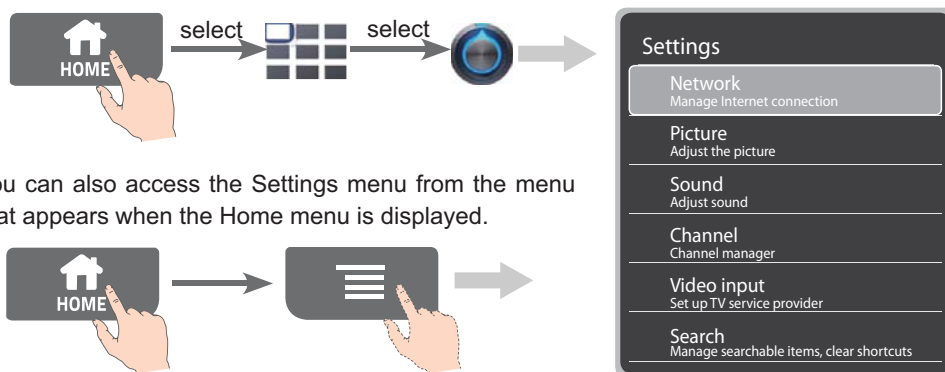 select
select
HOME
ou can also access the Settings menu from the menu
at appears when the Home menu is displayed.
HOME
Settings
Network
Manage Internet connection
Picture
Adjust the picture
Sound
Adjust sound
Channel
Channel manager
Video input
Set up TV service provider
Search
Manage searchable items, clear shortcuts